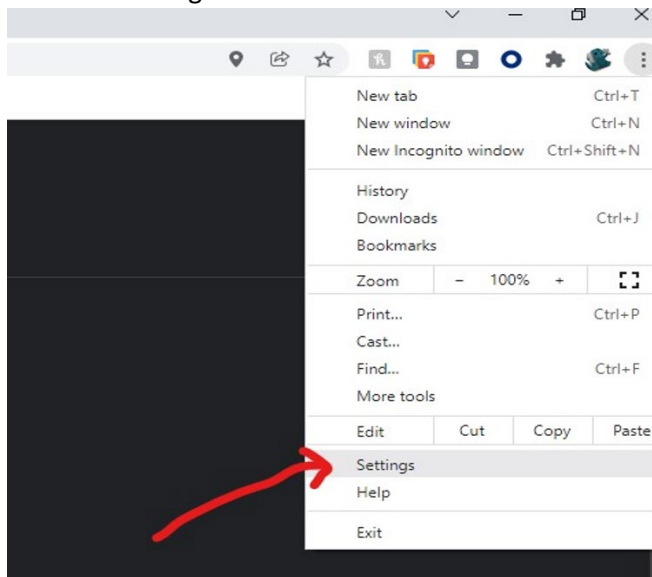 New tab Ctrl+T
New window Ctrl+N
New Incognito window Ctrl+Shift+N
History
Downloads Ctrl+J
Bookmarks
Zoom - 100% +
Print... Ctrl+P
Cast...
Find... Ctrl+F
More tools
Edit Cut Copy Paste
Settings
Help
Exit